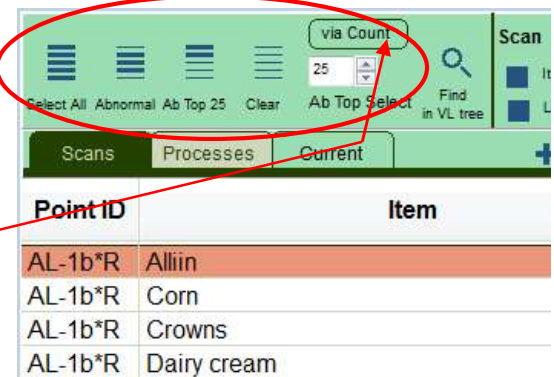 via Count
Scan
25
Select All Abnormal Ab Top 25 Clear Ab Top Select Find in VL tree
Scans Processes Current
Point ID Item
AL-1b*R Alliin
AL-1b*R Corn
AL-1b*R Crowns
AL-1b*R Dairy cream